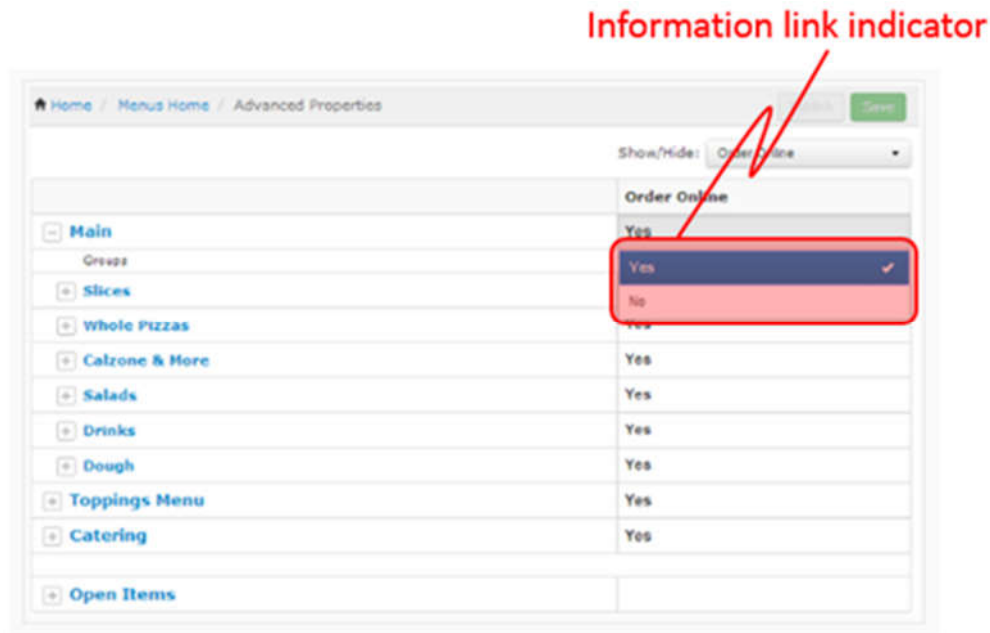 Information link indicator
Home / Menus Home / Advanced Properties
Save
Show/Hide: Order Online
Order Online
Main
Yes
Groups
Yes
No
Slices
Whole Pizzas
Yes
Calzone & More
Yes
Salads
Yes
Drinks
Yes
Dough
Yes
Toppings Menu
Yes
Catering
Yes
Open Items